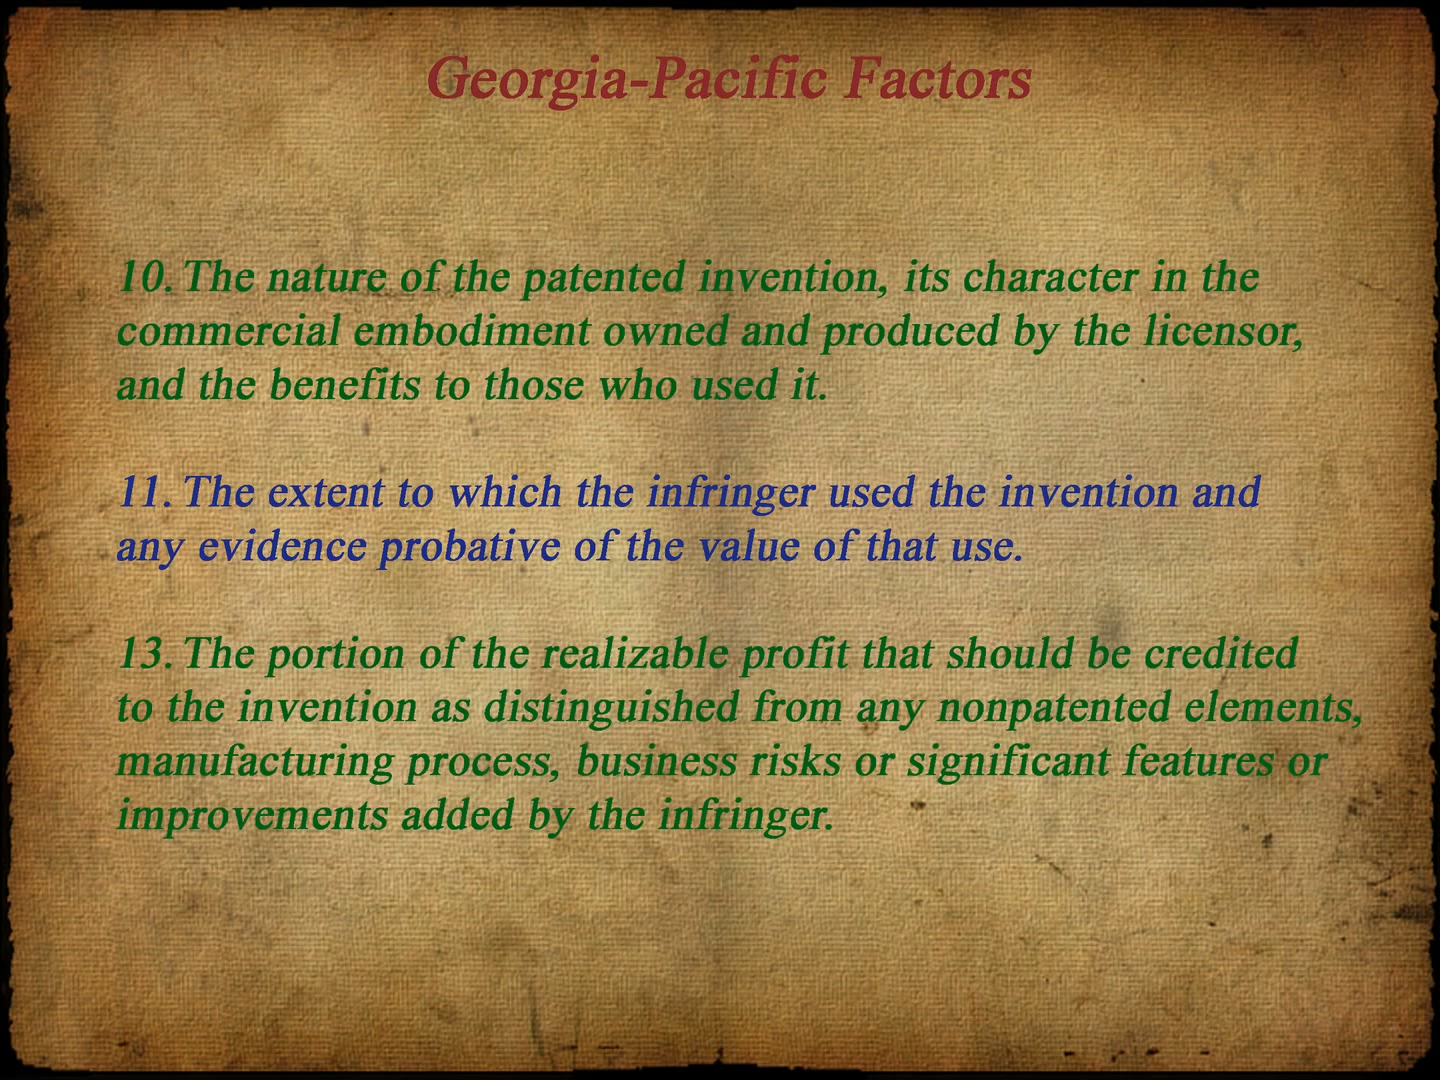 Georgia-Pacific Factors
10. The nature of the patented invention, its character in the
commercial embodiment owned and produced by the licensor,
and the benefits to those who used it.
11. The extent to which the infringer used the invention and
any evidence probative of the value of that use.
13. The portion of the realizable profit that should be credited
to the invention as distinguished from any nonpatented elements,
manufacturing process, business risks or significant features or
improvements added by the infringer.